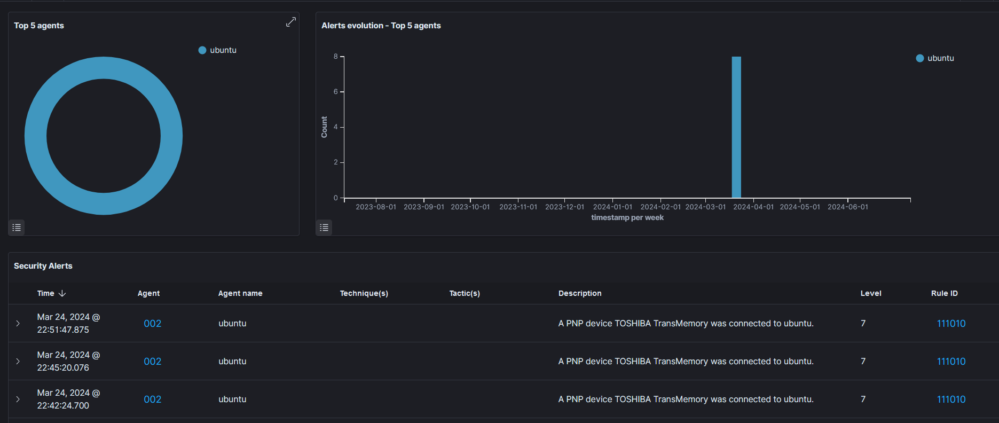 Top 5 agents
ubuntu
Alerts evolution - Top 5 agents
8
6
4
2
0
Count
2023-08-01 2023-09-01 2023-10-01 2023-11-01 2023-12-01 2024-01-01 2024-02-01 2024-03-01 2024-04-01 2024-05-01 2024-06-01
timestamp per week
ubuntu
Security Alerts
Time Agent Agent name Technique(s) Tactic(s) Description Level Rule ID
Mar 24, 2024 @
22:51:47.875 002 ubuntu A PNP device TOSHIBA TransMemory was connected to ubuntu. 7 111010
Mar 24, 2024 @
22:45:20.076 002 ubuntu A PNP device TOSHIBA TransMemory was connected to ubuntu. 7 111010
Mar 24, 2024 @
22:42:24.700 002 ubuntu A PNP device TOSHIBA TransMemory was connected to ubuntu. 7 111010